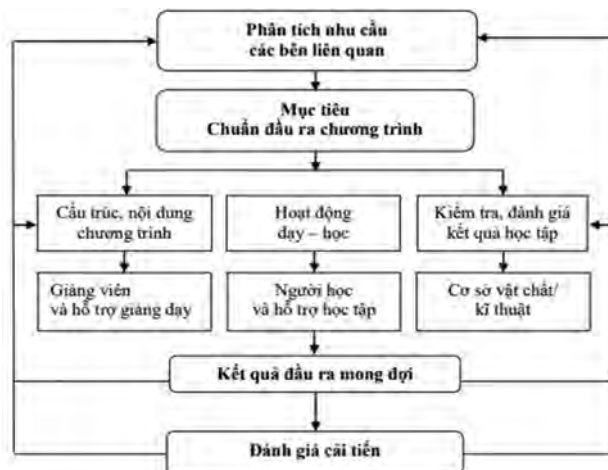 Phân tích nhu cầu
các bên liên quan
Mục tiêu
Chuẩn đầu ra chương trình
Cấu trúc, nội dung
chương trình
Hoạt động
dạy – học
Kiểm tra, đánh giá
kết quả học tập
Giảng viên
và hỗ trợ giảng dạy
Người học
và hỗ trợ học tập
Cơ sở vật chất/
kĩ thuật
Kết quả đầu ra mong đợi
Đánh giá cải tiến